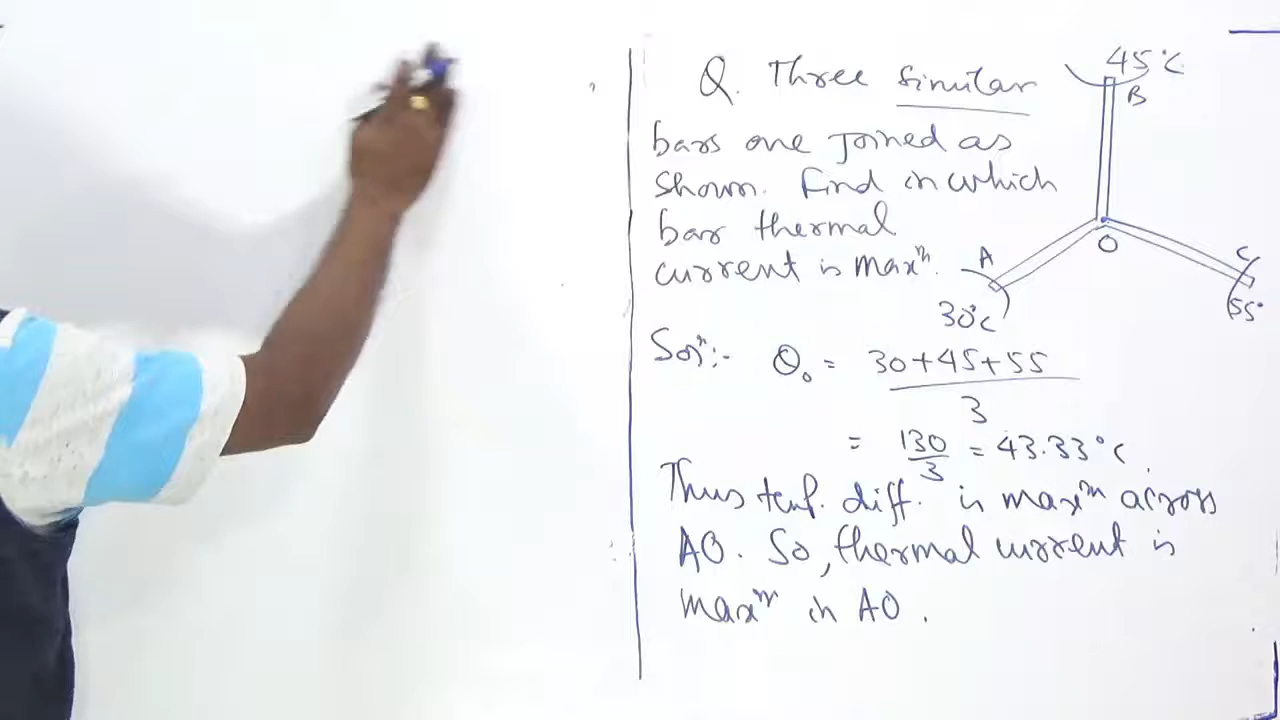 Q. Three similar
bars are joined as
shown. Find in which
bar thermal
current is maxᵐ.
45°C
B
O
A
30°C
C
55°
Solⁿ:- θ₀ = 30+45+55
3
= 130/3 = 43.33°C.
Thus temp. diff. is maxᵐ across
AO. So, thermal current is
maxᵐ in AO.